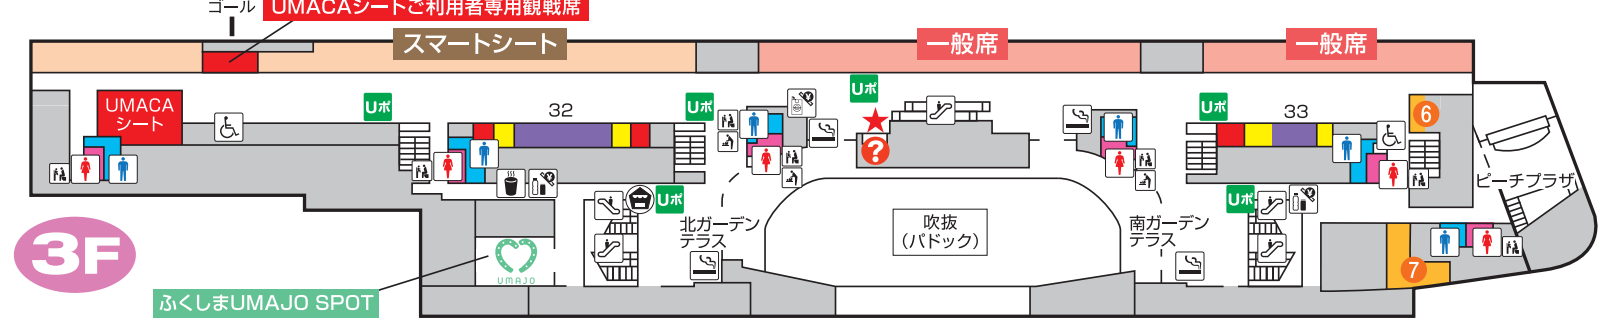 ゴール
UMACAシートご利用者専用観戦席
スマートシート
一般席
一般席
UMACA
シート
Uポ
32
Uポ
Uポ
Uポ
33
6
?
Uポ
Uポ
ピーチプラザ
北ガーデン
テラス
吹抜
(パドック)
南ガーデン
テラス
3F
UMAJO
7
ふくしまUMAJO SPOT